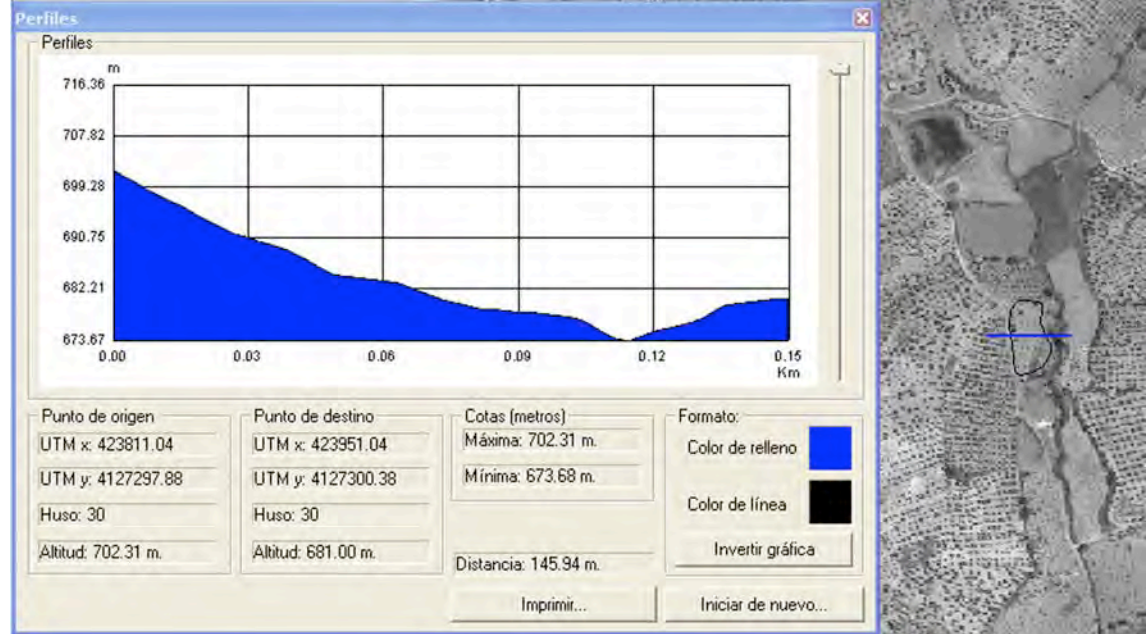 Perfiles
Perfiles
m
716.36
707.82
699.28
690.75
682.21
673.67
0.00 0.03 0.06 0.09 0.12 0.15
Km
Punto de origen
UTM x: 423811.04
UTM y: 4127297.88
Huso: 30
Altitud: 702.31 m.
Punto de destino
UTM x: 423951.04
UTM y: 4127300.38
Huso: 30
Altitud: 681.00 m.
Cotas (metros)
Máxima: 702.31 m.
Mínima: 673.68 m.
Distancia: 145.94 m.
Formato:
Color de relleno
Color de línea
Invertir gráfica
Imprimir...
Iniciar de nuevo...